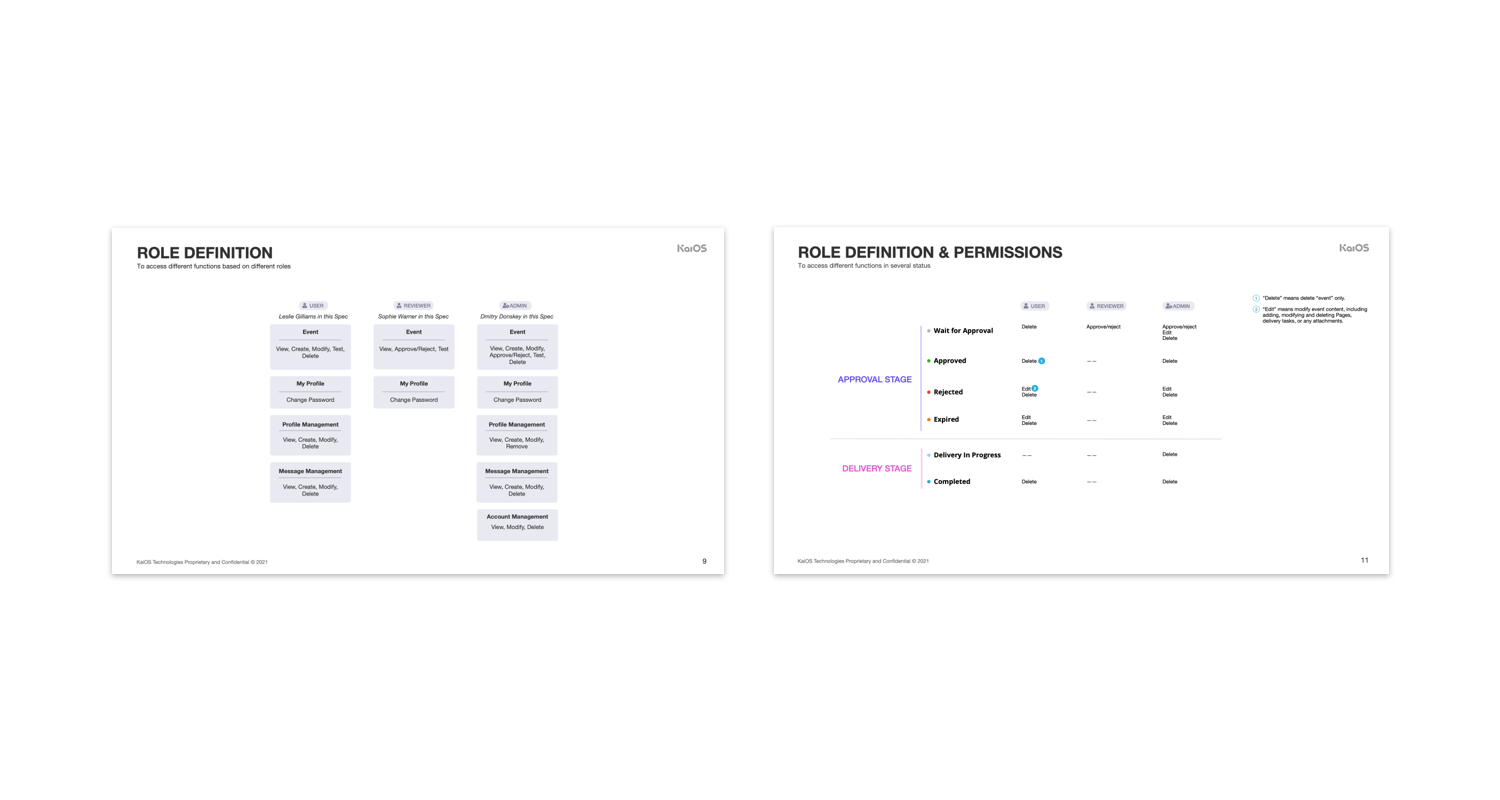 ROLE DEFINITION
To access different functions based on different roles
KaiOS
USER
Leslie Gilliams in this Spec
Event
View, Create, Modify, Test,
Delete
My Profile
Change Password
Profile Management
View, Create, Modify,
Delete
Message Management
View, Create, Modify,
Delete
REVIEWER
Sophie Warner in this Spec
Event
View, Approve/Reject, Test
My Profile
Change Password
ADMIN
Dmitry Donskey in this Spec
Event
View, Create, Modify,
Approve/Reject, Test,
Delete
My Profile
Change Password
Profile Management
View, Create, Modify,
Remove
Message Management
View, Create, Modify,
Delete
Account Management
View, Modify, Delete
KaiOS Technologies Proprietary and Confidential © 2021
9
ROLE DEFINITION & PERMISSIONS
To access different functions in several status
KaiOS
USER REVIEWER ADMIN
APPROVAL STAGE
Wait for Approval
Delete
Approve/reject
Approve/reject
Edit
Delete
Approved
Delete 1
——
Delete
Rejected
Edit 2
Delete
——
Edit
Delete
Expired
Edit
Delete
——
Edit
Delete
DELIVERY STAGE
Delivery In Progress
——
——
Delete
Completed
Delete
——
Delete
1 “Delete” means delete “event” only.
2 “Edit” means modify event content, including
adding, modifying and deleting Pages,
delivery tasks, or any attachments.
KaiOS Technologies Proprietary and Confidential © 2021
11